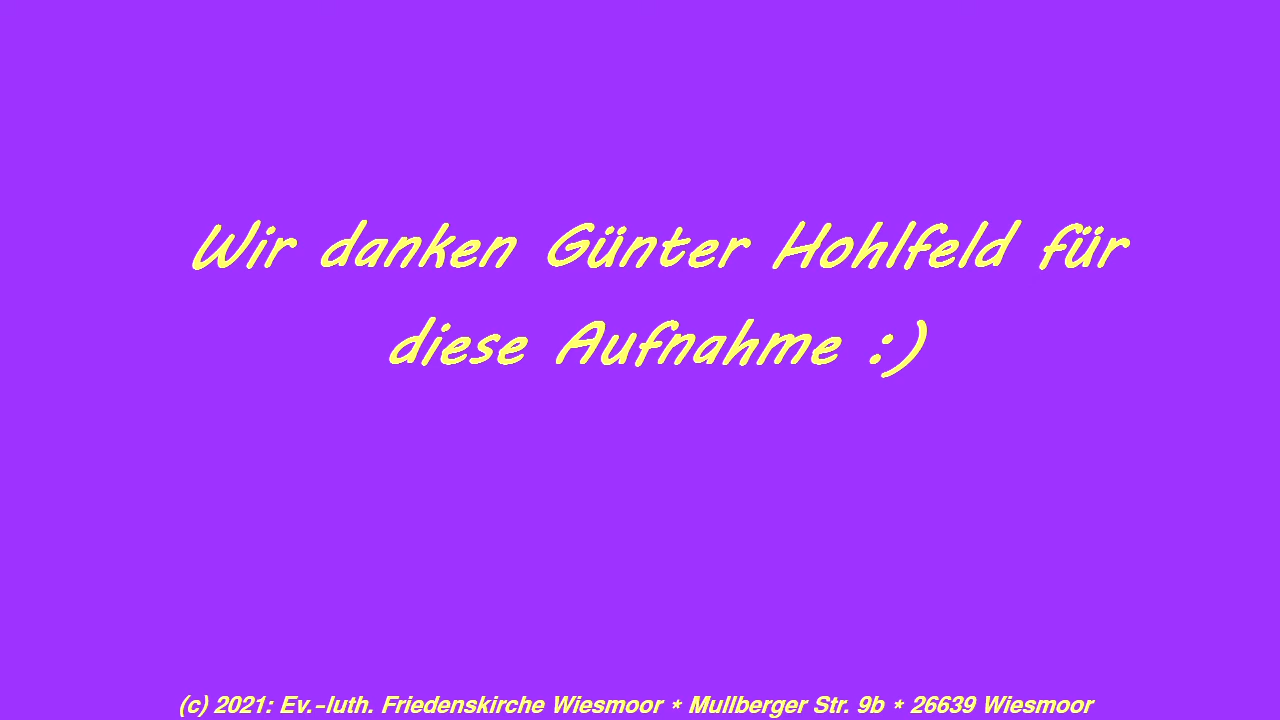 Wir danken Günter Hohlfeld für
diese Aufnahme :)
(c) 2021: Ev.-luth. Friedenskirche Wiesmoor * Mullberger Str. 9b * 26639 Wiesmoor